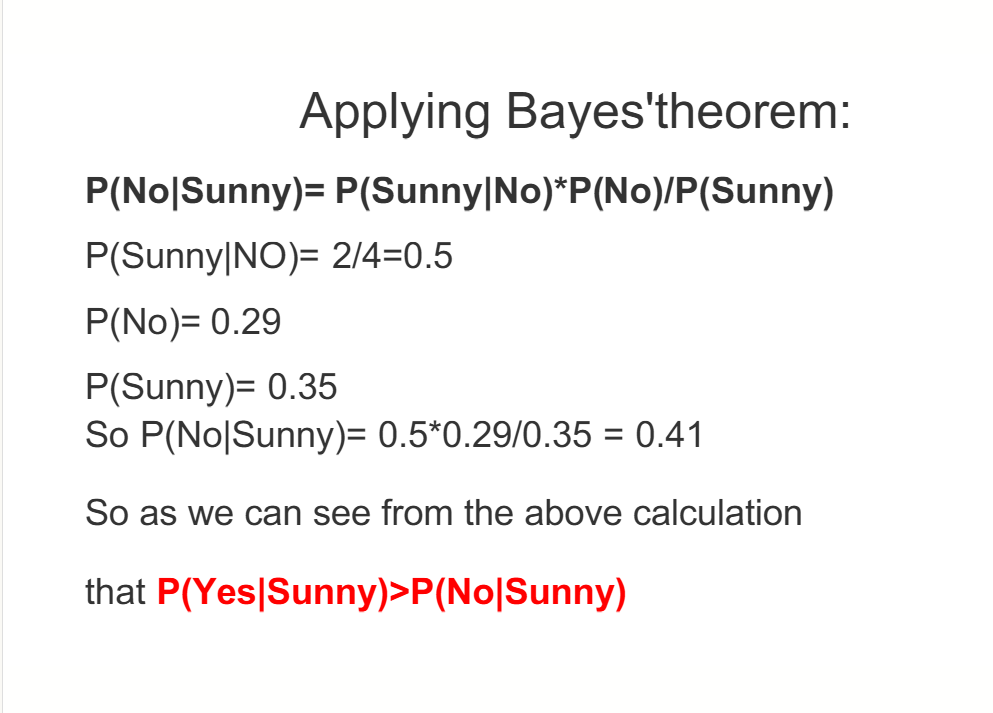 Applying Bayes'theorem:
P(No|Sunny)= P(Sunny|No)*P(No)/P(Sunny)
P(Sunny|NO)= 2/4=0.5
P(No)= 0.29
P(Sunny)= 0.35
So P(No|Sunny)= 0.5*0.29/0.35 = 0.41
So as we can see from the above calculation
that P(Yes|Sunny)>P(No|Sunny)